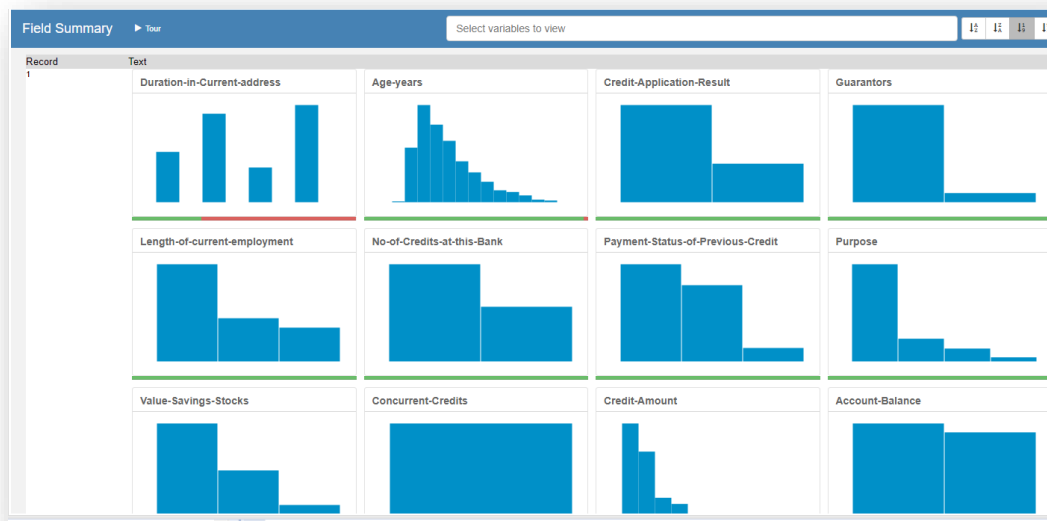 Field Summary
Tour
Select variables to view
Record Text
1
Duration-in-Current-address
Age-years
Credit-Application-Result
Guarantors
Length-of-current-employment
No-of-Credits-at-this-Bank
Payment-Status-of-Previous-Credit
Purpose
Value-Savings-Stocks
Concurrent-Credits
Credit-Amount
Account-Balance